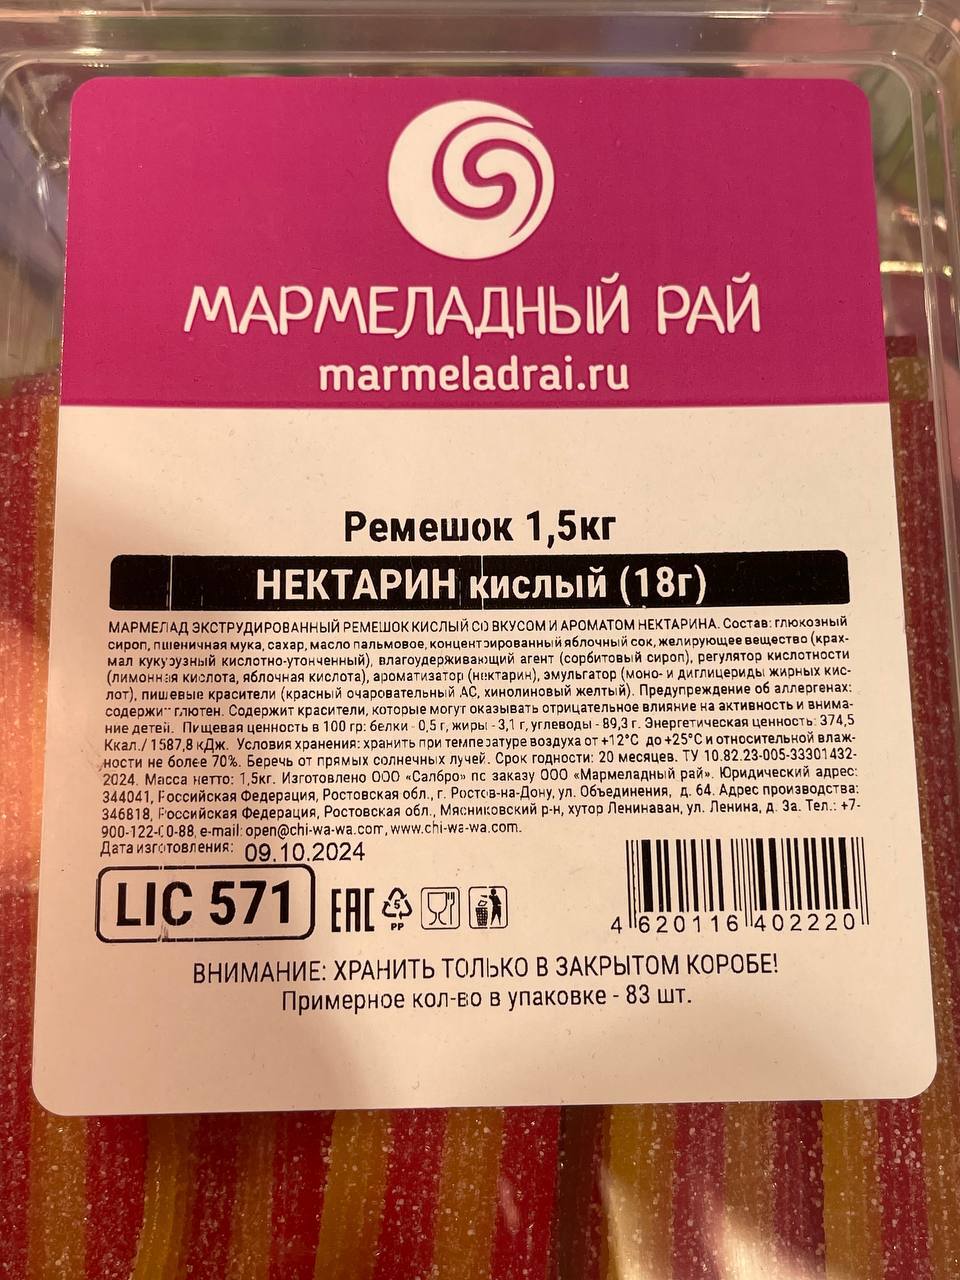 МАРМЕЛАДНЫЙ РАЙ
marmeladrai.ru
Ремешок 1,5кг
НЕКТАРИН кислый (18г)
МАРМЕЛАД ЭКСТРУДИРОВАННЫЙ РЕМЕШОК КИСЛЫЙ СО ВКУСОМ И АРОМАТОМ НЕКТАРИНА. Состав: глюкозный
сироп, пшеничная мука, сахар, масло пальмовое, концентрированный яблочный сок, желирующее вещество (крах-
мал кукурузный кислотно-утонченный), влагоудерживающий агент (сорбитовый сироп), регулятор кислотности
(лимонная кислота, яблочная кислота), ароматизатор (нектарин), эмульгатор (моно- и диглицериды жирных кис-
лот), пищевые красители (красный очаровательный АС, хинолиновый желтый). Предупреждение об аллергенах:
содержит глютен. Содержит красители, которые могут оказывать отрицательное влияние на активность и внима-
ние детей. Пищевая ценность в 100 гр: белки - 0,5 г, жиры - 3,1 г, углеводы - 89,3 г. Энергетическая ценность: 374,5
Ккал./ 1587,8 кДж. Условия хранения: хранить при температуре воздуха от +12°С до +25°С и относительной влаж-
ности не более 70%. Беречь от прямых солнечных лучей. Срок годности: 20 месяцев. ТУ 10.82.23-005-33301432-
2024. Масса нетто: 1,5кг. Изготовлено ООО «Салбро» по заказу ООО «Мармеладный рай». Юридический адрес:
344041, Российская Федерация, Ростовская обл., г. Ростов-на-Дону, ул. Объединения, д. 64. Адрес производства:
346818, Российская Федерация, Ростовская обл., Мясниковский р-н, хутор Ленинаван, ул. Ленина, д. 3а. Тел.: +7-
900-122-00-88, e-mail: open@chi-wa-wa.com, www.chi-wa-wa.com.
Дата изготовления: 09.10.2024
LIC 571 EAC 5 PP
4 620116 402220
ВНИМАНИЕ: ХРАНИТЬ ТОЛЬКО В ЗАКРЫТОМ КОРОБЕ!
Примерное кол-во в упаковке - 83 шт.